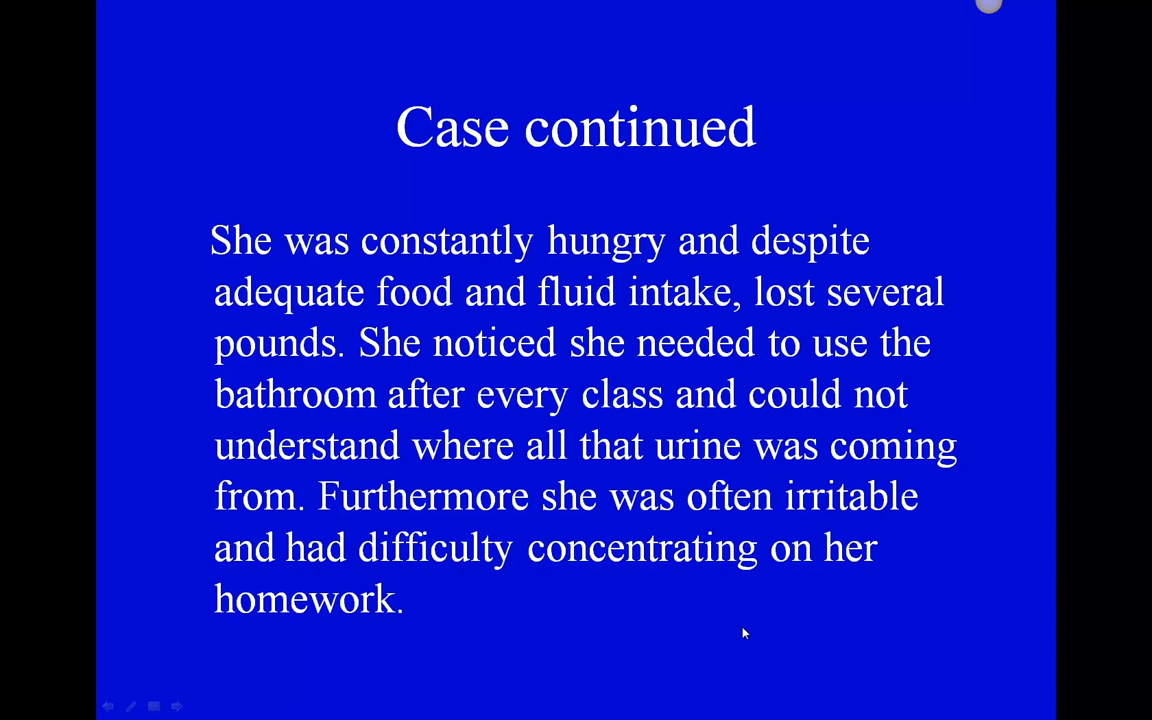 Case continued
She was constantly hungry and despite
adequate food and fluid intake, lost several
pounds. She noticed she needed to use the
bathroom after every class and could not
understand where all that urine was coming
from. Furthermore she was often irritable
and had difficulty concentrating on her
homework.